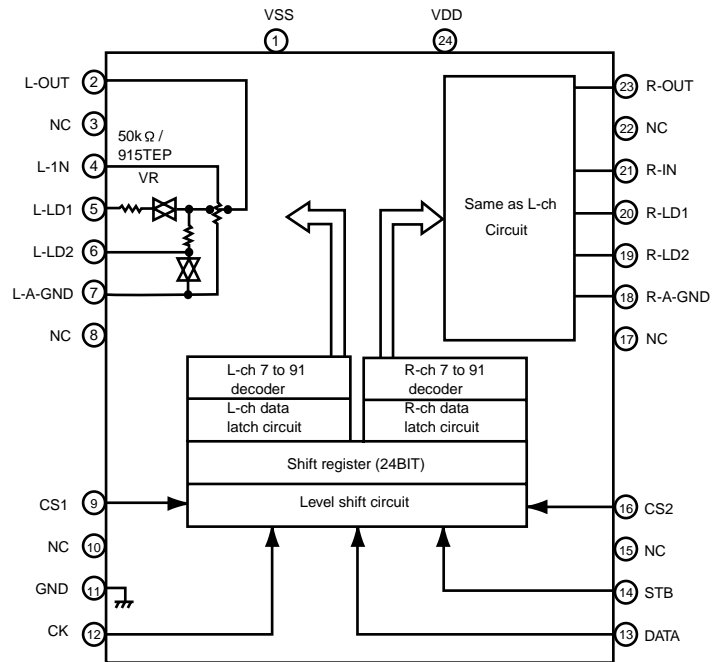 VSS
VDD
1
24
L-OUT
2
23
R-OUT
NC
3
22
NC
50kΩ /
915TEP
VR
L-1N
4
21
R-IN
L-LD1
5
20
R-LD1
L-LD2
6
19
R-LD2
L-A-GND
7
18
R-A-GND
NC
8
17
NC
Same as L-ch
Circuit
L-ch 7 to 91
decoder
R-ch 7 to 91
decoder
L-ch data
latch circuit
R-ch data
latch circuit
Shift register (24BIT)
Level shift circuit
CS1
9
16
CS2
NC
10
15
NC
GND
11
14
STB
CK
12
13
DATA